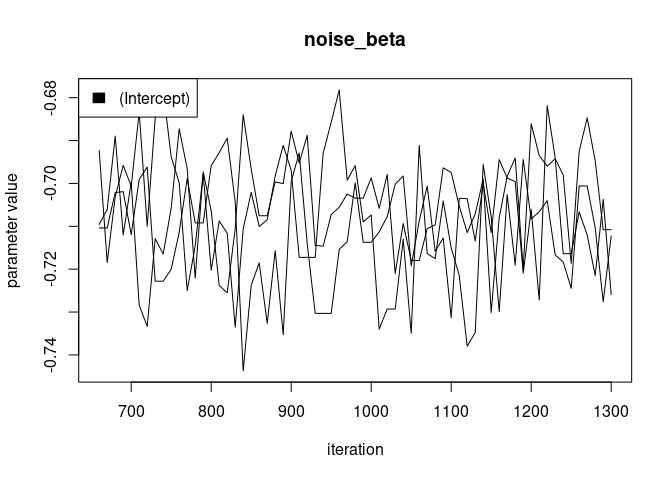 noise_beta
(Intercept)
parameter value
-0.68
-0.70
-0.72
-0.74
700 800 900 1000 1100 1200 1300
iteration